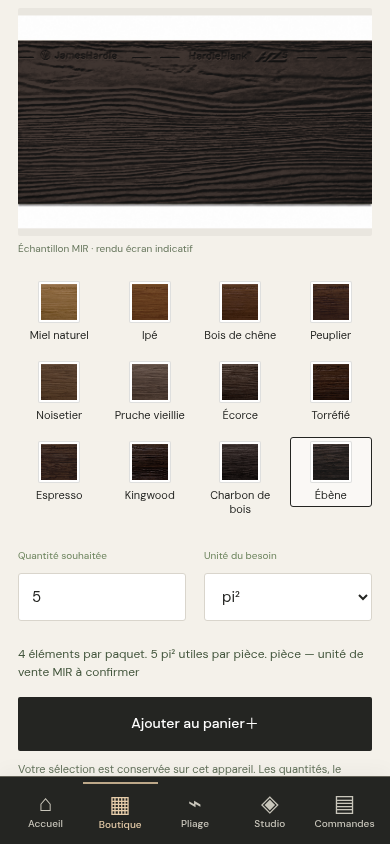 JamesHardie HardiePlank HZ5
Échantillon MIR · rendu écran indicatif
Miel naturel Ipé Bois de chêne Peuplier
Noisetier Pruche vieillie Écorce Torréfié
Espresso Kingwood Charbon de bois Ébène
Quantité souhaitée Unité du besoin
5 pi²
4 éléments par paquet. 5 pi² utiles par pièce. pièce — unité de
vente MIR à confirmer
Ajouter au panier+
Votre sélection est conservée sur cet appareil. Les quantités, le
Accueil Boutique Pliage Studio Commandes